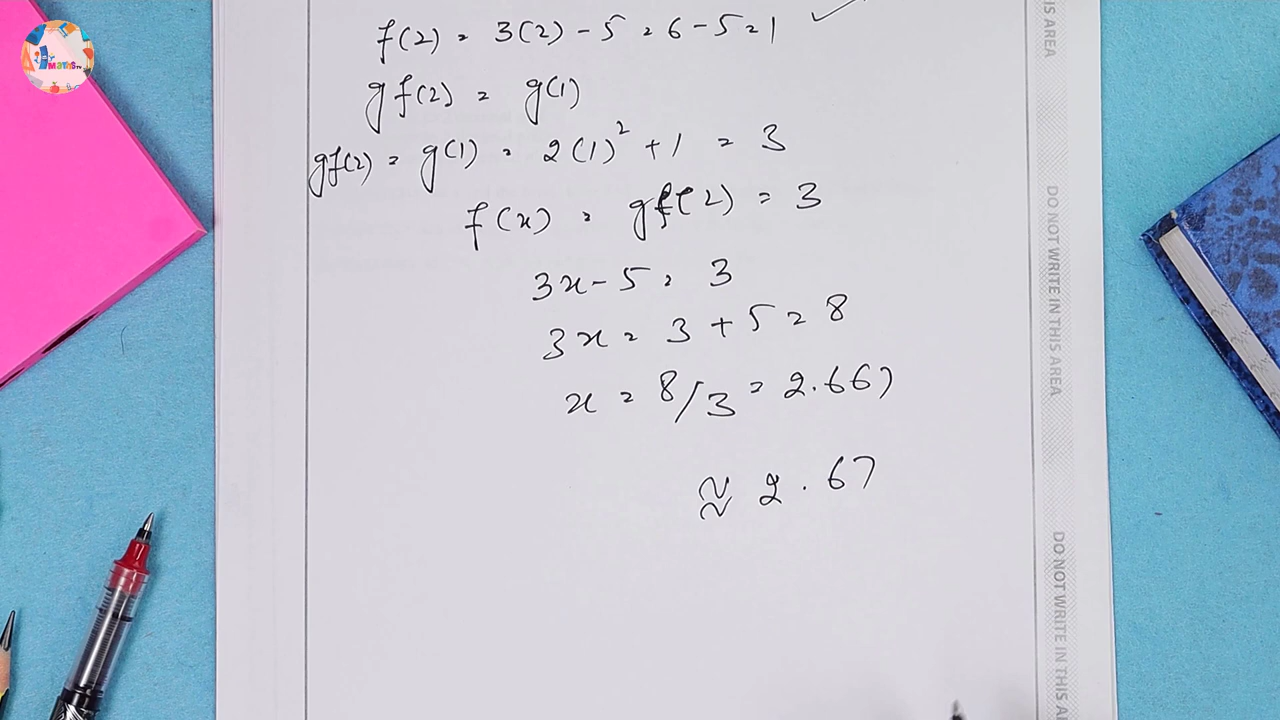 f(2) = 3(2) - 5 = 6 - 5 = 1 ✓
gf(2) = g(1)
gf(2) = g(1) = 2(1)² + 1 = 3
f(x) = gf(2) = 3
3x - 5 = 3
3x = 3 + 5 = 8
x = 8/3 = 2.667
≈ 2.67
IS AREA
DO NOT WRITE IN THIS AREA
DO NOT WRITE IN THIS A
MATHS